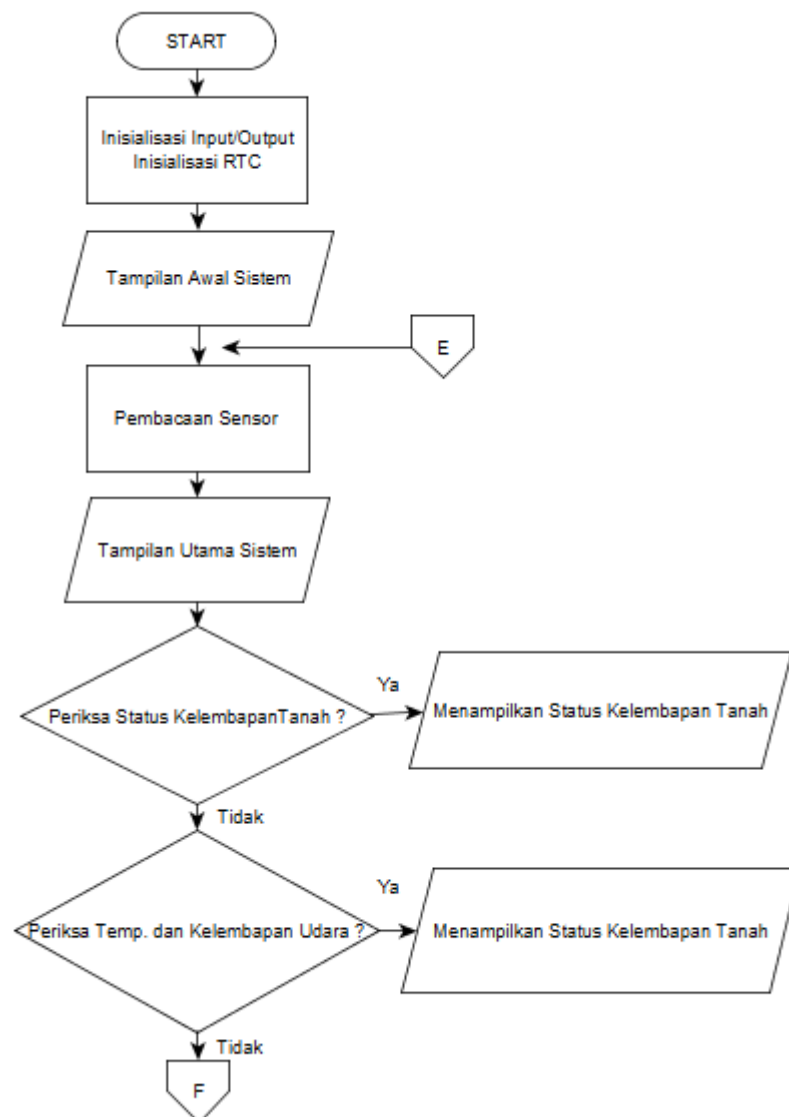 START
Inisialisasi Input/Output
Inisialisasi RTC
Tampilan Awal Sistem
E
Pembacaan Sensor
Tampilan Utama Sistem
Periksa Status KelembapanTanah ?
Ya
Menampilkan Status Kelembapan Tanah
Tidak
Periksa Temp. dan Kelembapan Udara ?
Ya
Menampilkan Status Kelembapan Tanah
Tidak
F